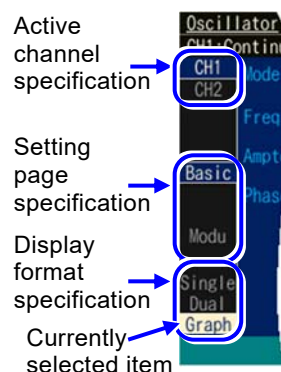 Active
channel
specification
Setting
page
specification
Display
format
specification
Currently
selected item
Oscillator
CH1:Continu
CH1
CH2
Mode
Freq
Ampt
Phas
Basic
Modu
Single
Dual
Graph